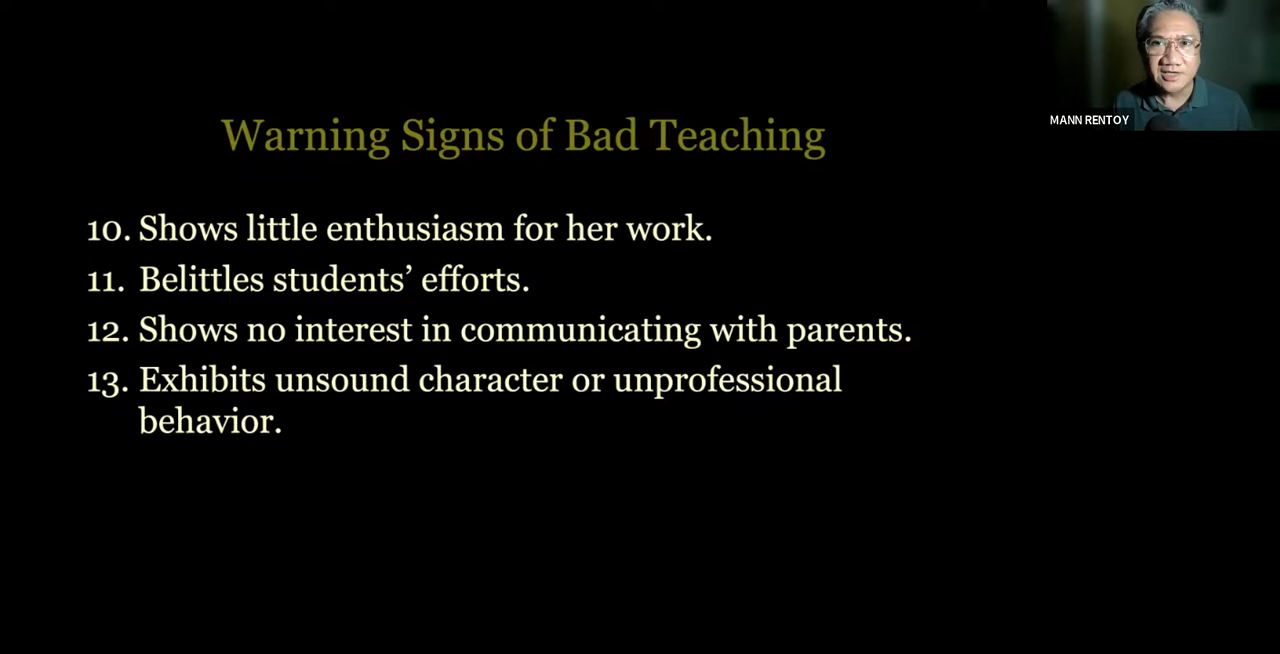 Warning Signs of Bad Teaching
MANN RENTOY
10. Shows little enthusiasm for her work.
11. Belittles students’ efforts.
12. Shows no interest in communicating with parents.
13. Exhibits unsound character or unprofessional
behavior.